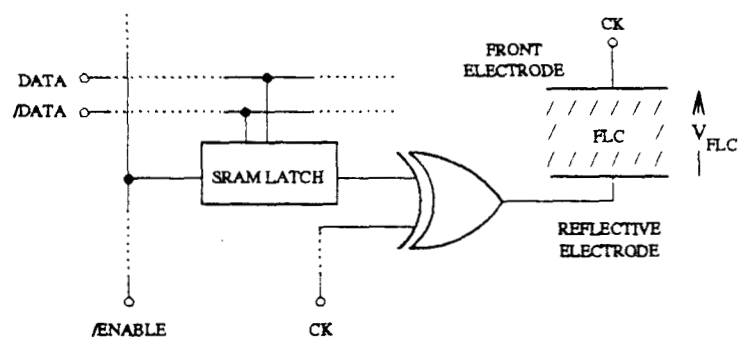 CK
FRONT
ELECTRODE
DATA
/DATA
FLC
V FLC
SRAM LATCH
REFLECTIVE
ELECTRODE
/ENABLE
CK